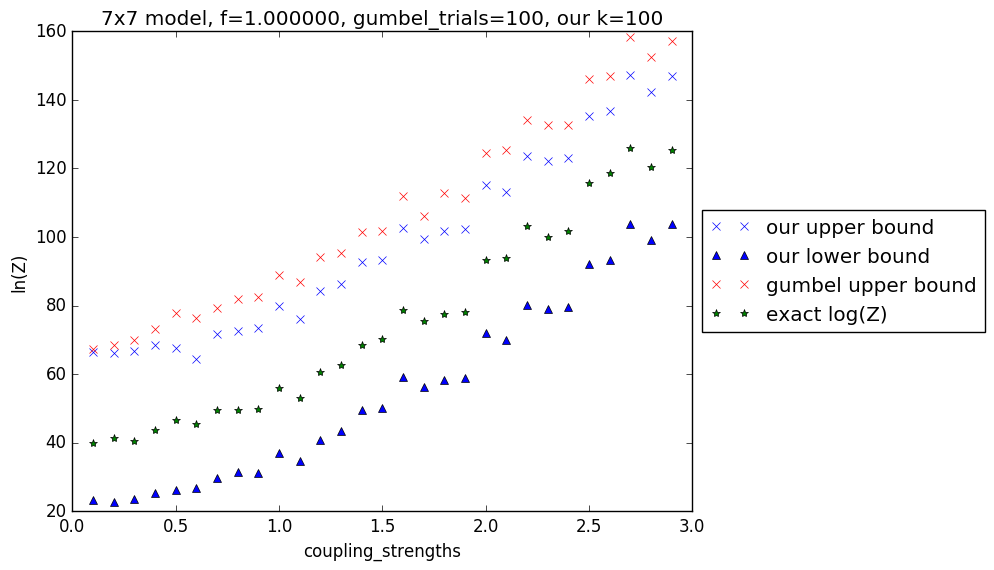 7x7 model, f=1.000000, gumbel_trials=100, our k=100
160
140
120
100
80
60
40
20
ln(Z)
0.0 0.5 1.0 1.5 2.0 2.5 3.0
coupling_strengths
our upper bound
our lower bound
gumbel upper bound
exact log(Z)